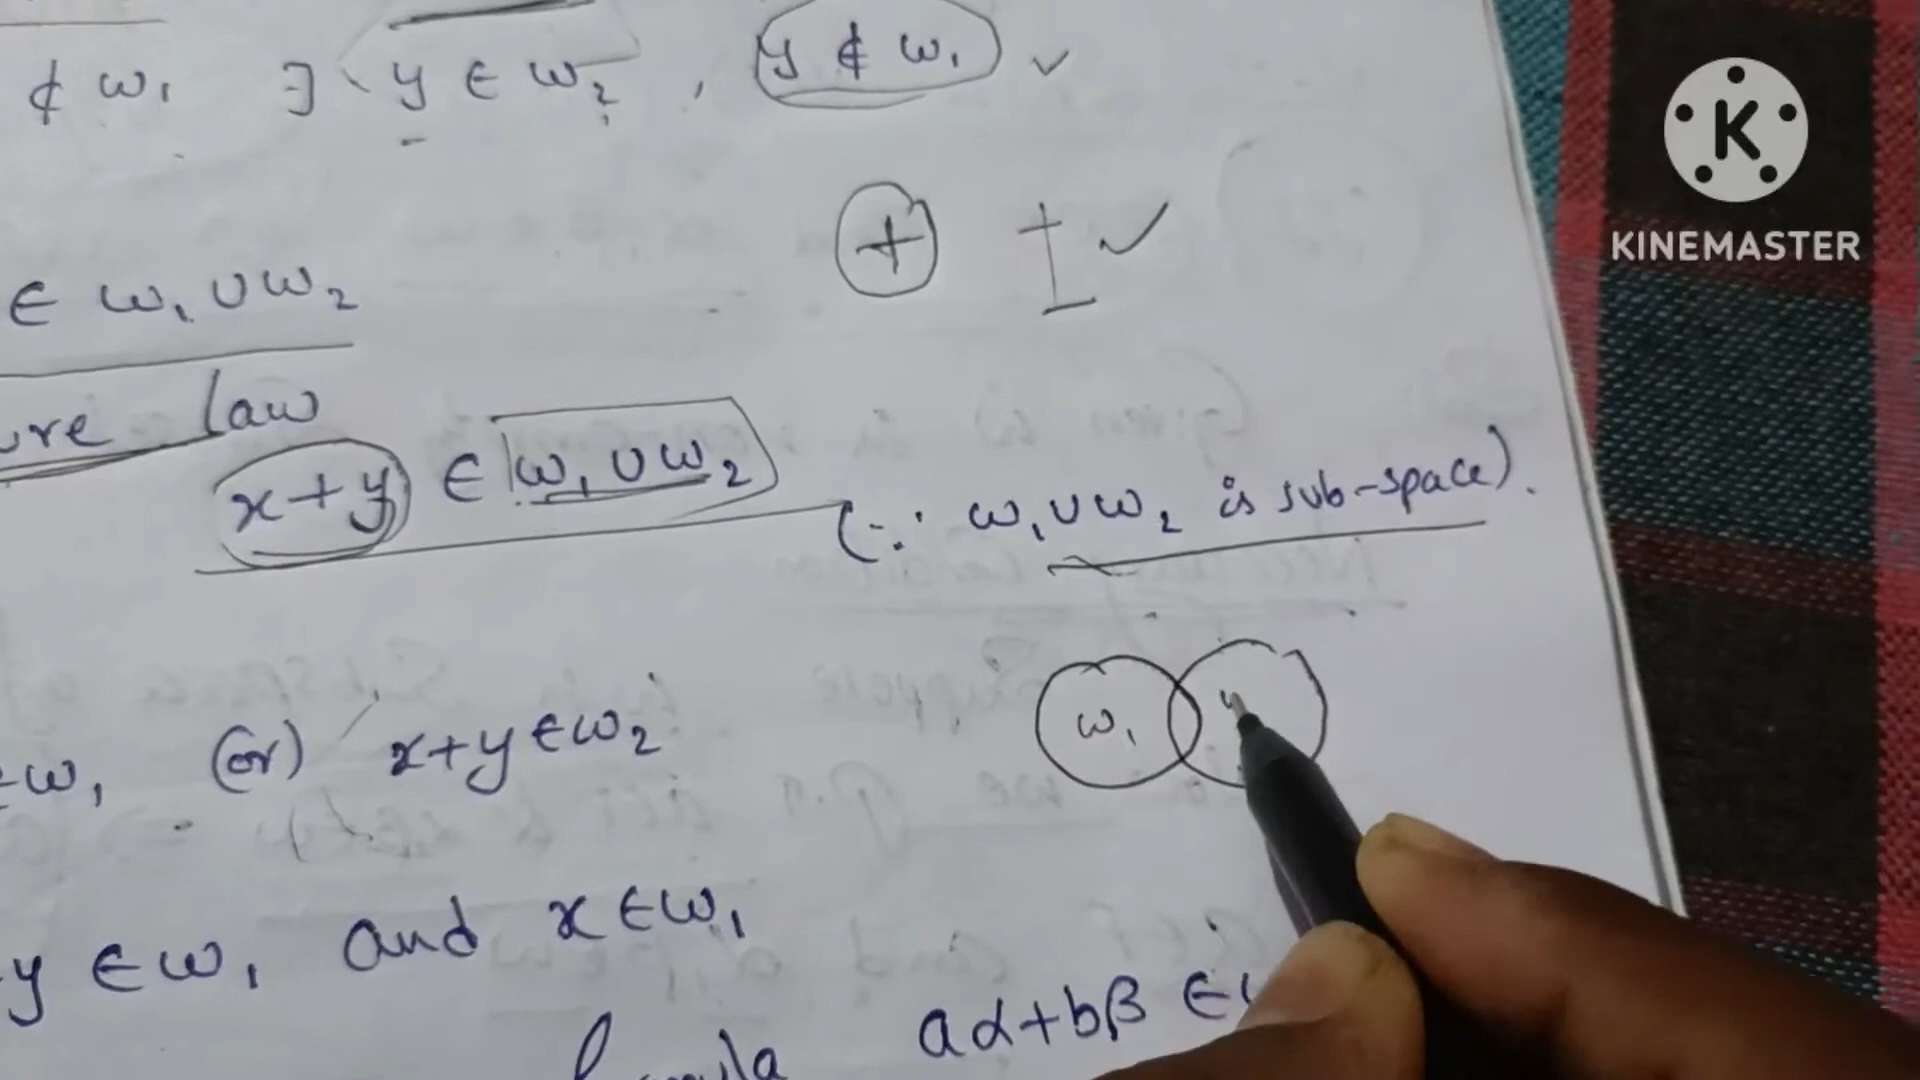 ∉ ω₁ ∃ y ∈ ω₂ , y ∉ ω₁ ✓
∈ ω₁ ∪ ω₂ + + ✓
ure law
x+y ∈ ω₁ ∪ ω₂ (∵ ω₁ ∪ ω₂ is sub-space).
∈ω₁ (or) x+y ∈ ω₂
ω₁
y ∈ ω₁ and x ∈ ω₁
aα+bβ ∈
K
KINEMASTER